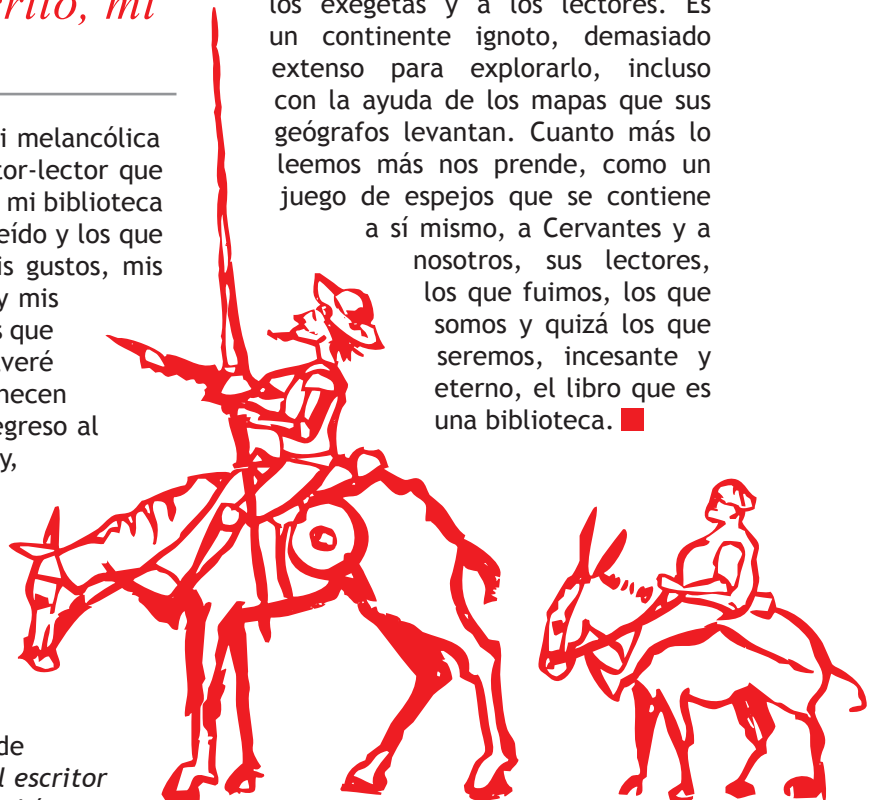 rito, mi
i melancólica
tor-lector que
mi biblioteca
eído y los que
is gustos, mis
y mis
s que
veré
necen
egreso al
y,
de
l escritor
los exégetas y a los lectores. Es
un continente ignoto, demasiado
extenso para explorarlo, incluso
con la ayuda de los mapas que sus
geógrafos levantan. Cuanto más lo
leemos más nos prende, como un
juego de espejos que se contiene
a sí mismo, a Cervantes y a
nosotros, sus lectores,
los que fuimos, los que
somos y quizá los que
seremos, incesante y
eterno, el libro que es
una biblioteca.